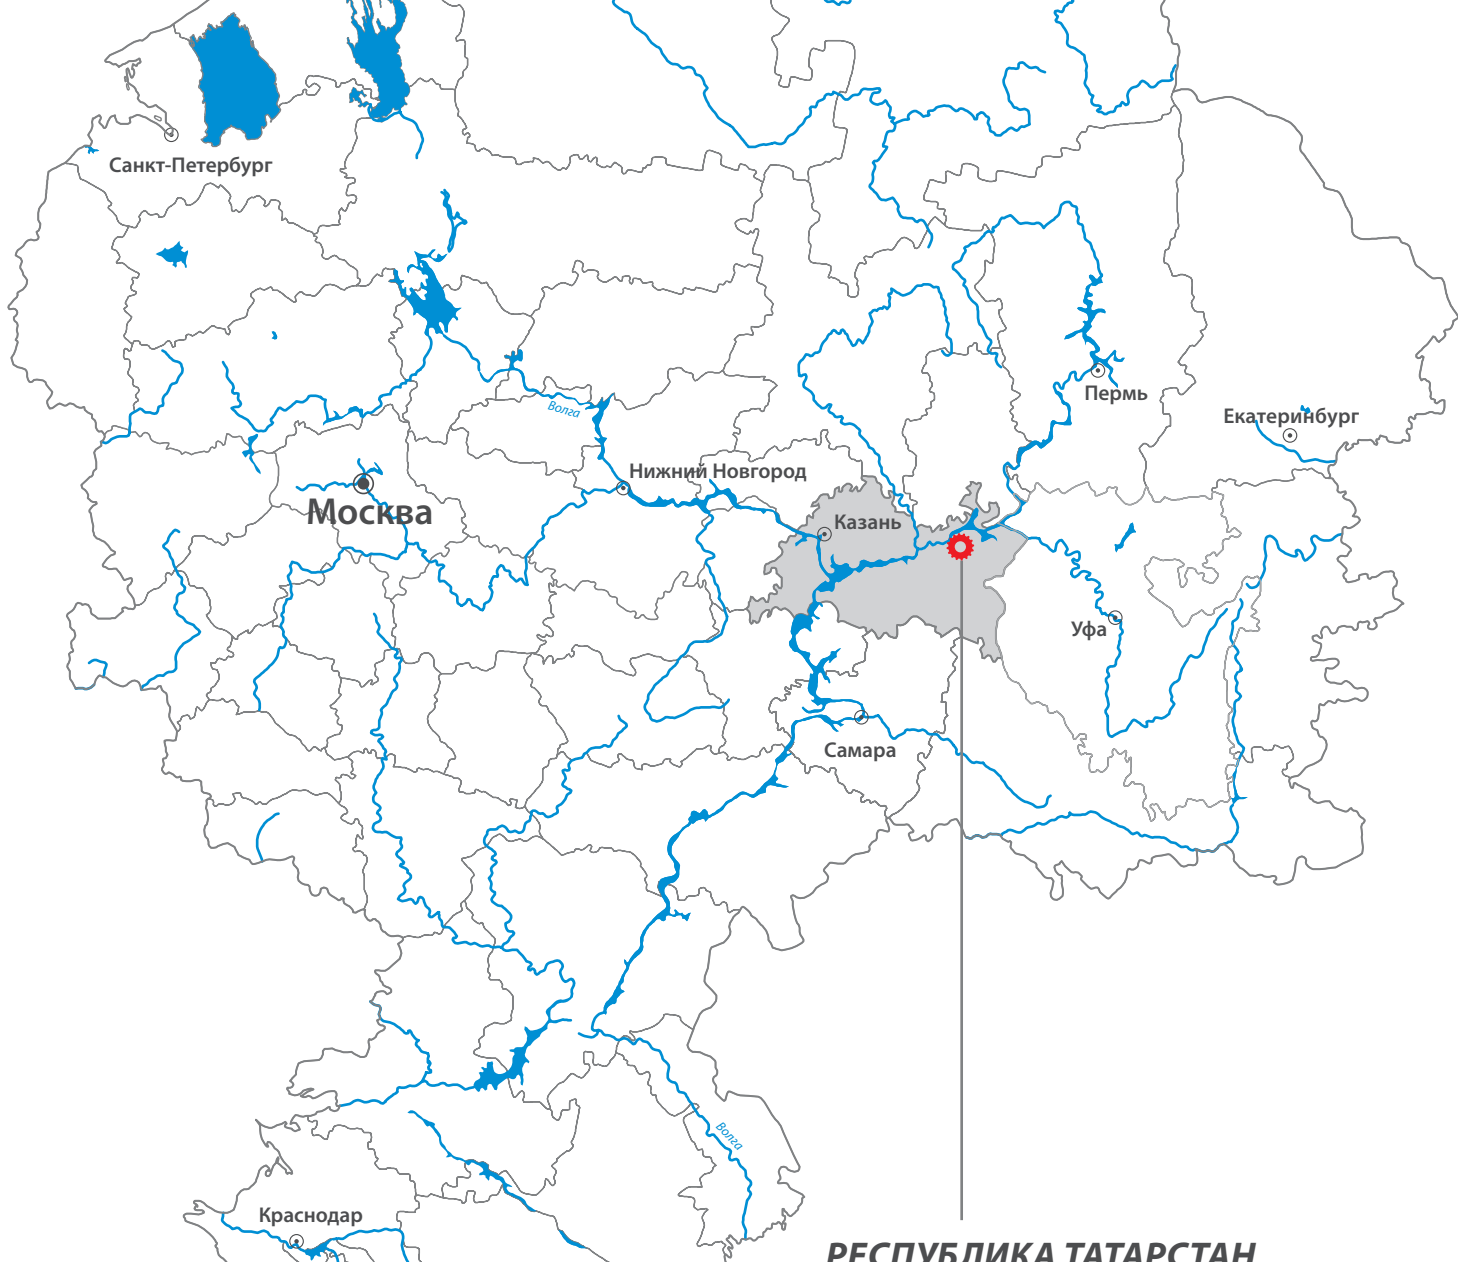 Санкт-Петербург
Пермь
Екатеринбург
Волга
Нижний Новгород
Москва
Казань
Уфа
Самара
Волга
Краснодар
РЕСПУБЛИКА ТАТАРСТАН